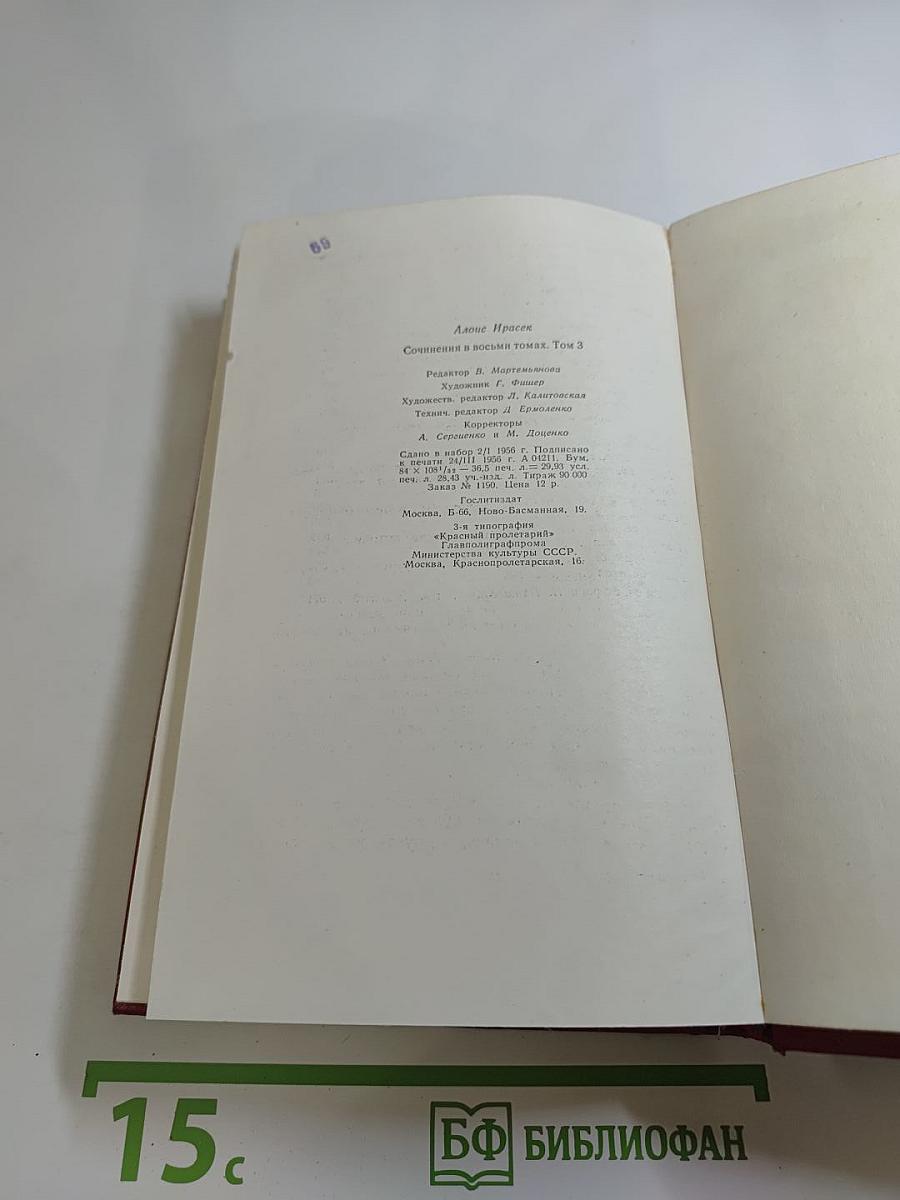 69
Алоис Ирасек
Сочинения в восьми томах. Том 3
Редактор В. Мартемьянова
Художник Г. Фишер
Художеств. редактор Л. Калитовская
Технич. редактор Д. Ермоленко
Корректоры
А. Сергиенко и М. Доценко
Сдано в набор 2/I 1956 г. Подписано
к печати 24/III 1956 г. А 04211. Бум.
84 × 108¹/₃₂ — 36,5 печ. л. = 29,93 усл.
печ. л. 28,43 уч.-изд. л. Тираж 90 000
Заказ № 1190. Цена 12 р.
Гослитиздат
Москва, Б-66, Ново-Басманная, 19.
3-я типография
«Красный пролетарий»
Главполиграфпрома
Министерства культуры СССР.
Москва, Краснопролетарская, 16.
15 с
БФ БИБЛИОФАН